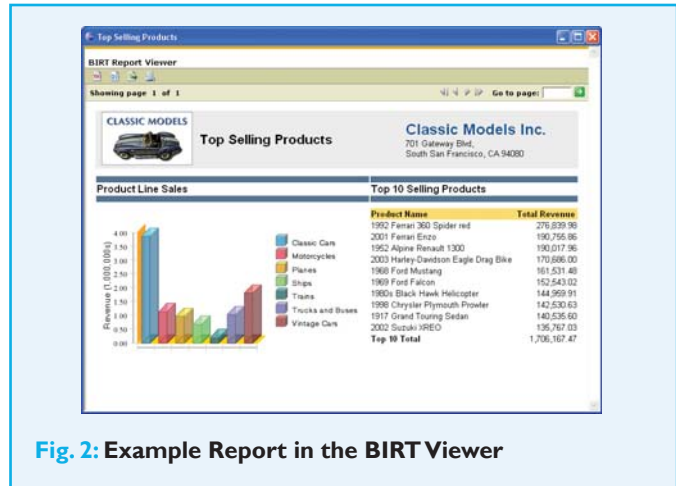 Top Selling Products
BIRT Report Viewer
Showing page 1 of 1
Go to page:
CLASSIC MODELS
Top Selling Products
Classic Models Inc.
701 Gateway Blvd,
South San Francisco, CA 94080
Product Line Sales
Top 10 Selling Products
Revenue (1,000,000s)
4.00
3.50
3.00
2.50
2.00
1.50
1.00
0.50
0.00
Classic Cars
Motorcycles
Planes
Ships
Trains
Trucks and Buses
Vintage Cars
Product Name Total Revenue
1992 Ferrari 360 Spider red 276,839.98
2001 Ferrari Enzo 190,755.86
1952 Alpine Renault 1300 190,017.96
2003 Harley-Davidson Eagle Drag Bike 170,686.00
1968 Ford Mustang 161,531.48
1969 Ford Falcon 152,543.02
1980s Black Hawk Helicopter 144,959.91
1998 Chrysler Plymouth Prowler 142,530.63
1917 Grand Touring Sedan 140,535.60
2002 Suzuki XREO 135,767.03
Top 10 Total 1,706,167.47
Fig. 2: Example Report in the BIRT Viewer